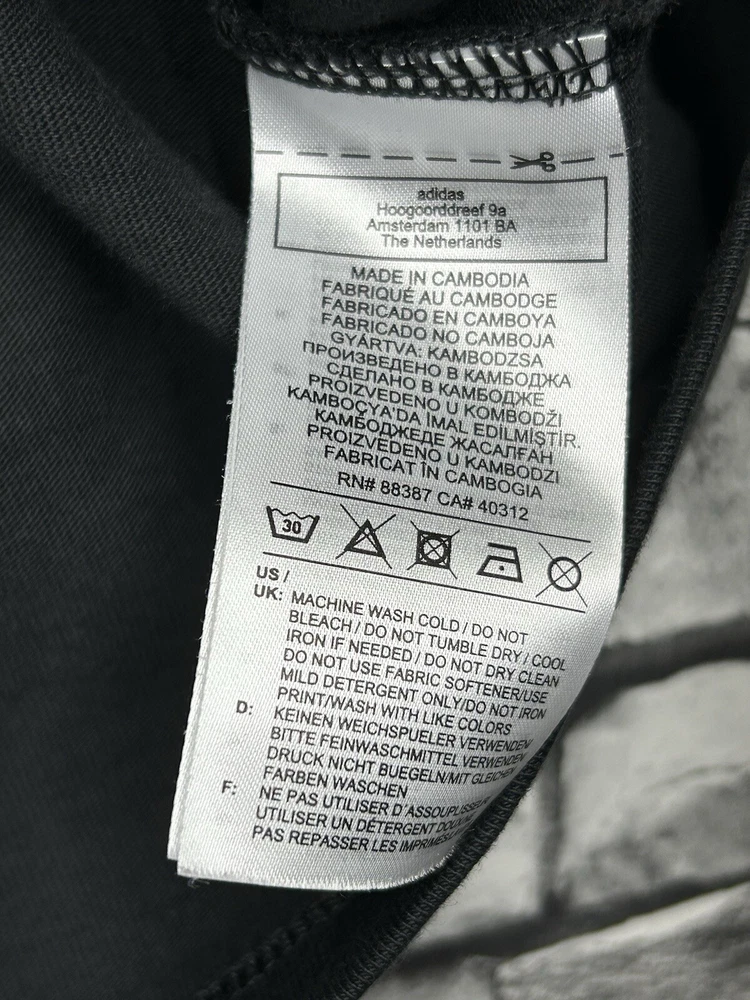 adidas
Hoogoorddreef 9a
Amsterdam 1101 BA
The Netherlands
MADE IN CAMBODIA
FABRIQUÉ AU CAMBODGE
FABRICADO EN CAMBOYA
FABRICADO NO CAMBOJA
GYÁRTVA: KAMBODZSA
ПРОИЗВЕДЕНО В КАМБОДЖА
СДЕЛАНО В КАМБОДЖЕ
PROIZVEDENO U KOMBODŽI
KAMBOÇYA'DA İMAL EDİLMİŞTİR.
КАМБОДЖЕДЕ ЖАСАЛҒАН
PROIZVEDENO U KAMBODZI
FABRICAT ÎN CAMBOGIA
RN# 88387 CA# 40312
30
US /
UK: MACHINE WASH COLD / DO NOT
BLEACH / DO NOT TUMBLE DRY / COOL
IRON IF NEEDED / DO NOT DRY CLEAN
DO NOT USE FABRIC SOFTENER/USE
MILD DETERGENT ONLY/DO NOT IRON
PRINT/WASH WITH LIKE COLORS
D: KEINEN WEICHSPUELER VERWENDEN
BITTE FEINWASCHMITTEL VERWENDEN
DRUCK NICHT BUEGELN/MIT GLEICHEN
FARBEN WASCHEN
F: NE PAS UTILISER D'ASSOUPLISSEUR
UTILISER UN DÉTERGENT DOUX
PAS REPASSER LES IMPRIMÉS